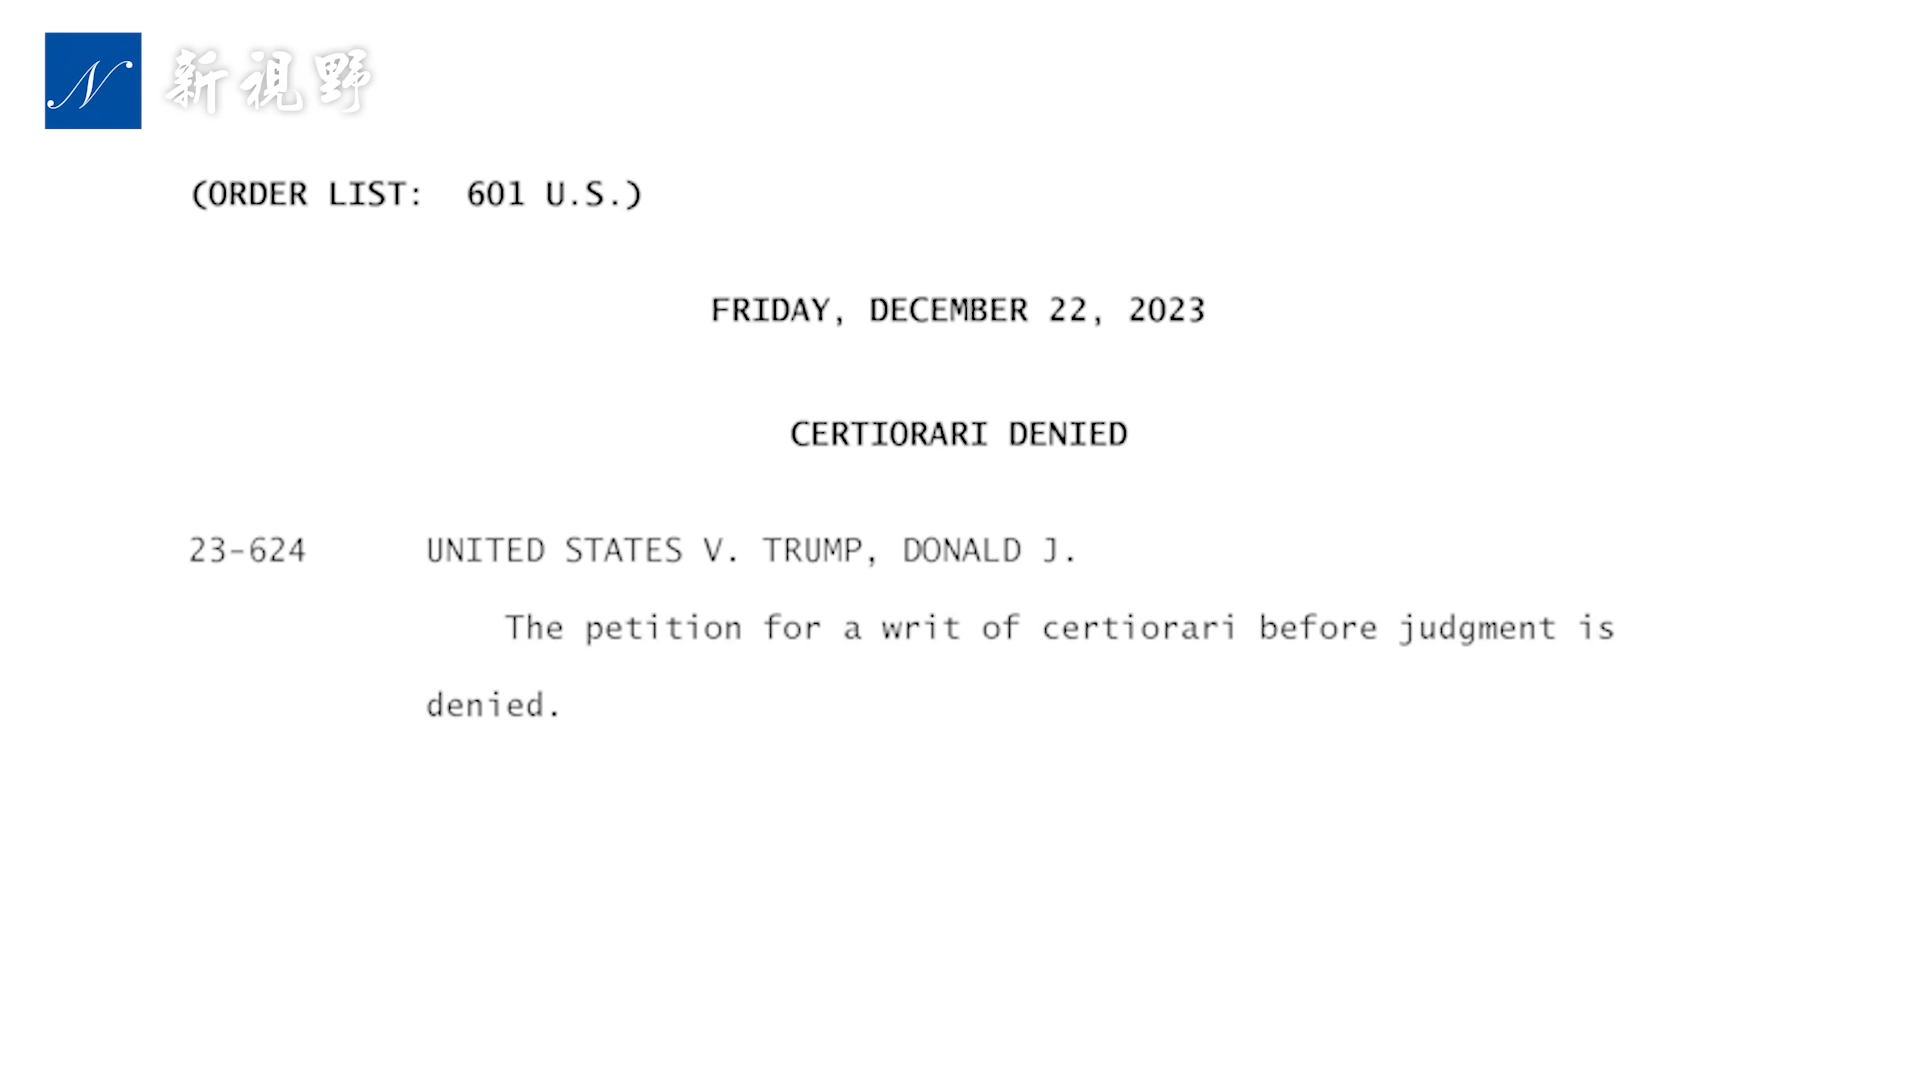 N 新視野
(ORDER LIST: 601 U.S.)
FRIDAY, DECEMBER 22, 2023
CERTIORARI DENIED
23-624 UNITED STATES V. TRUMP, DONALD J.
The petition for a writ of certiorari before judgment is
denied.